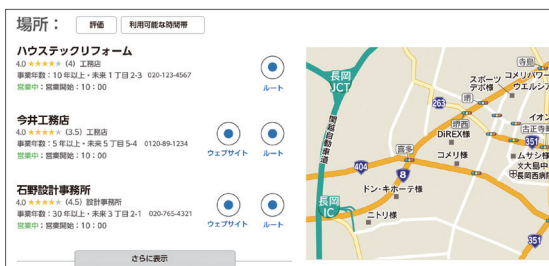 場所： 評価 利用可能な時間帯
ハウステックリフォーム
4.0 ★★★★★ (4) 工務店
事業年数：10年以上・未来1丁目2-3 020-123-4567
営業中：営業開始：10：00
ルート
今井工務店
4.0 ★★★★★ (3.5) 工務店
事業年数：5年以上・未来5丁目5-4 0120-89-1234
営業中：営業開始：10：00
ウェブサイト ルート
石野設計事務所
4.0 ★★★★★ (4.5) 設計事務所
事業年数：30年以上・未来3丁目2-1 020-765-4321
営業中：営業開始：10：00
ウェブサイト ルート
さらに表示
長岡
JCT
関越自動車道
寺島
スポーツ
デポ様
コメリパワー
ウエルシア
堺
263
堺西
DiREX様
イオン
古正寺
351
喜多
コメリ様
ムサシ様
文大島中
長岡西病院
404
8
ドン・キホーテ様
長岡
IC
ニトリ様
351